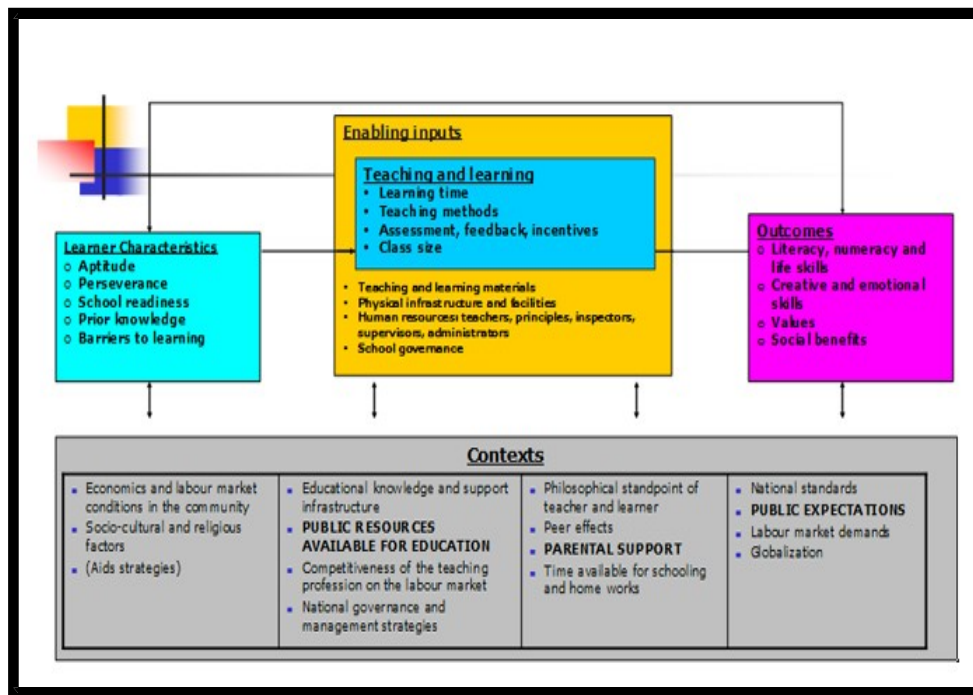 Enabling inputs
Teaching and learning
• Learning time
• Teaching methods
• Assessment, feedback, incentives
• Class size
• Teaching and learning materials
• Physical infrastructure and facilities
• Human resources: teachers, principles, inspectors,
supervisors, administrators
• School governance
Learner Characteristics
o Aptitude
o Perseverance
o School readiness
o Prior knowledge
o Barriers to learning
Outcomes
o Literacy, numeracy and
life skills
o Creative and emotional
skills
o Values
o Social benefits
Contexts
▪ Economics and labour market
conditions in the community
▪ Socio-cultural and religious
factors
▪ (Aids strategies)
▪ Educational knowledge and support
infrastructure
▪ PUBLIC RESOURCES
AVAILABLE FOR EDUCATION
▪ Competitiveness of the teaching
profession on the labour market
▪ National governance and
management strategies
▪ Philosophical standpoint of
teacher and learner
▪ Peer effects
▪ PARENTAL SUPPORT
▪ Time available for schooling
and home works
▪ National standards
▪ PUBLIC EXPECTATIONS
▪ Labour market demands
▪ Globalization